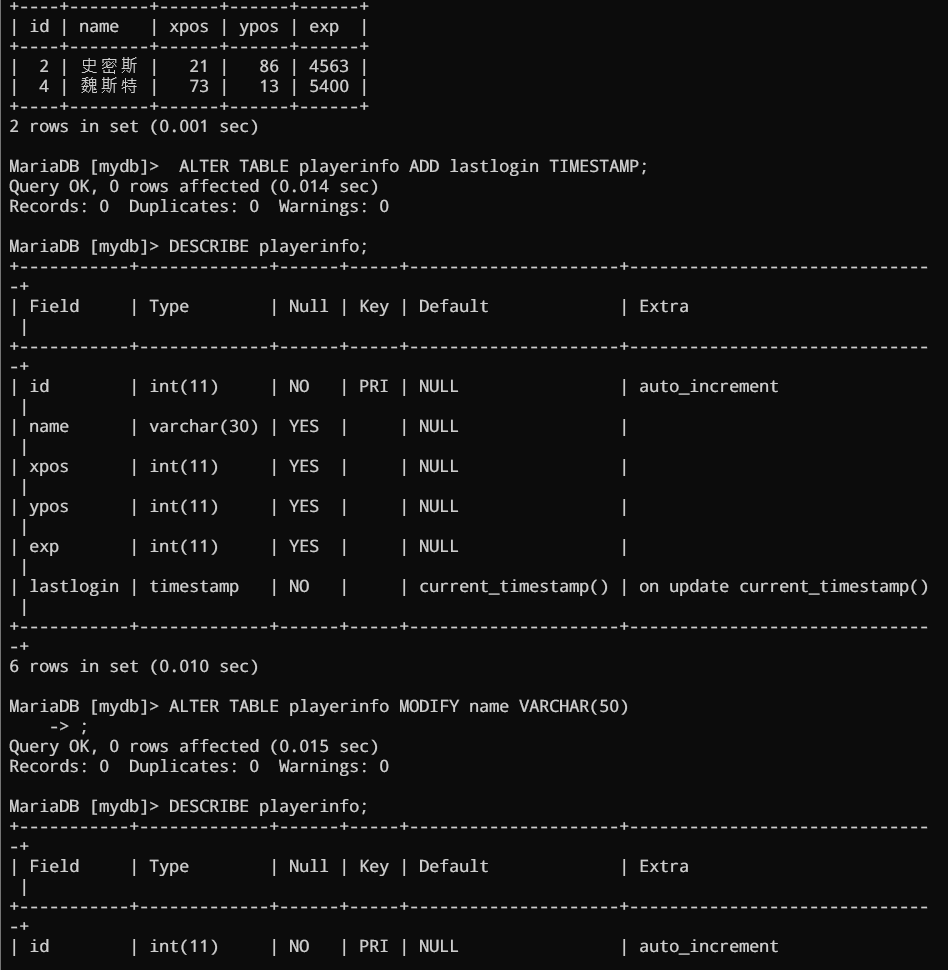 +----+--------+------+------+------+
| id | name   | xpos | ypos | exp  |
+----+--------+------+------+------+
|  2 | 史密斯 |   21 |   86 | 4563 |
|  4 | 魏斯特 |   73 |   13 | 5400 |
+----+--------+------+------+------+
2 rows in set (0.001 sec)

MariaDB [mydb]>  ALTER TABLE playerinfo ADD lastlogin TIMESTAMP;
Query OK, 0 rows affected (0.014 sec)
Records: 0  Duplicates: 0  Warnings: 0

MariaDB [mydb]> DESCRIBE playerinfo;
+-----------+-------------+------+-----+---------------------+------------------------------
-+
| Field     | Type        | Null | Key | Default             | Extra
 |
+-----------+-------------+------+-----+---------------------+------------------------------
-+
| id        | int(11)     | NO   | PRI | NULL                | auto_increment
 |
| name      | varchar(30) | YES  |     | NULL                |
 |
| xpos      | int(11)     | YES  |     | NULL                |
 |
| ypos      | int(11)     | YES  |     | NULL                |
 |
| exp       | int(11)     | YES  |     | NULL                |
 |
| lastlogin | timestamp   | NO   |     | current_timestamp() | on update current_timestamp()
 |
+-----------+-------------+------+-----+---------------------+------------------------------
-+
6 rows in set (0.010 sec)

MariaDB [mydb]> ALTER TABLE playerinfo MODIFY name VARCHAR(50)
    -> ;
Query OK, 0 rows affected (0.015 sec)
Records: 0  Duplicates: 0  Warnings: 0

MariaDB [mydb]> DESCRIBE playerinfo;
+-----------+-------------+------+-----+---------------------+------------------------------
-+
| Field     | Type        | Null | Key | Default             | Extra
 |
+-----------+-------------+------+-----+---------------------+------------------------------
-+
| id        | int(11)     | NO   | PRI | NULL                | auto_increment